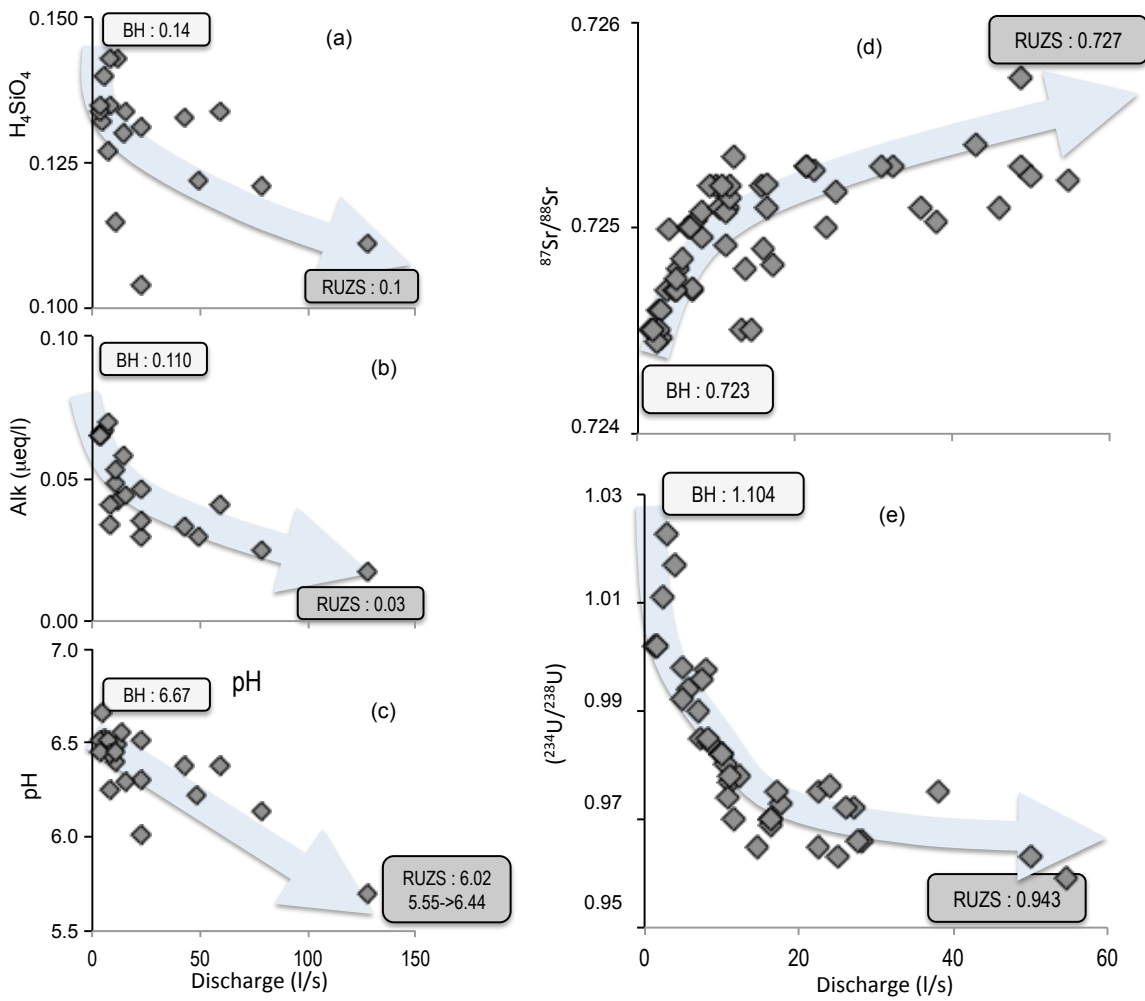 0.150
BH : 0.14
(a)
H₄SiO₄
0.125
RUZS : 0.1
0.100
0.10
BH : 0.110
(b)
Alk (μeq/l)
0.05
RUZS : 0.03
0.00
7.0
pH
BH : 6.67
(c)
6.5
pH
6.0
RUZS : 6.02
5.55->6.44
5.5
0 50 100 150
Discharge (l/s)
0.726
(d)
RUZS : 0.727
⁸⁷Sr/⁸⁸Sr
0.725
BH : 0.723
0.724
0 20 40 60
1.03
BH : 1.104
(e)
1.01
0.99
(²³⁴U/²³⁸U)
0.97
RUZS : 0.943
0.95
0 20 40 60
Discharge (l/s)